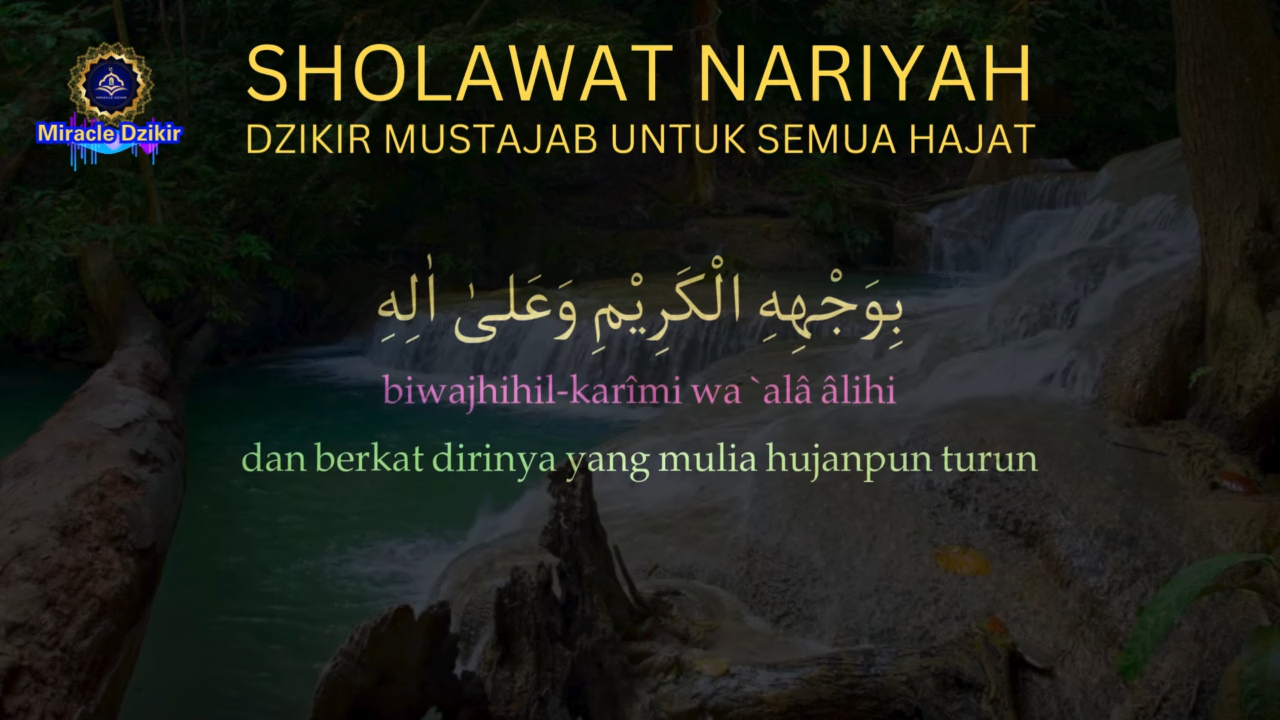 SHOLAWAT NARIYAH
DZIKIR MUSTAJAB UNTUK SEMUA HAJAT
Miracle Dzikir
بِوَجْهِهِ الْكَرِيْمِ وَعَلىٰ اٰلِهِ
biwajhihil-karîmi wa `alâ âlihi
dan berkat dirinya yang mulia hujanpun turun